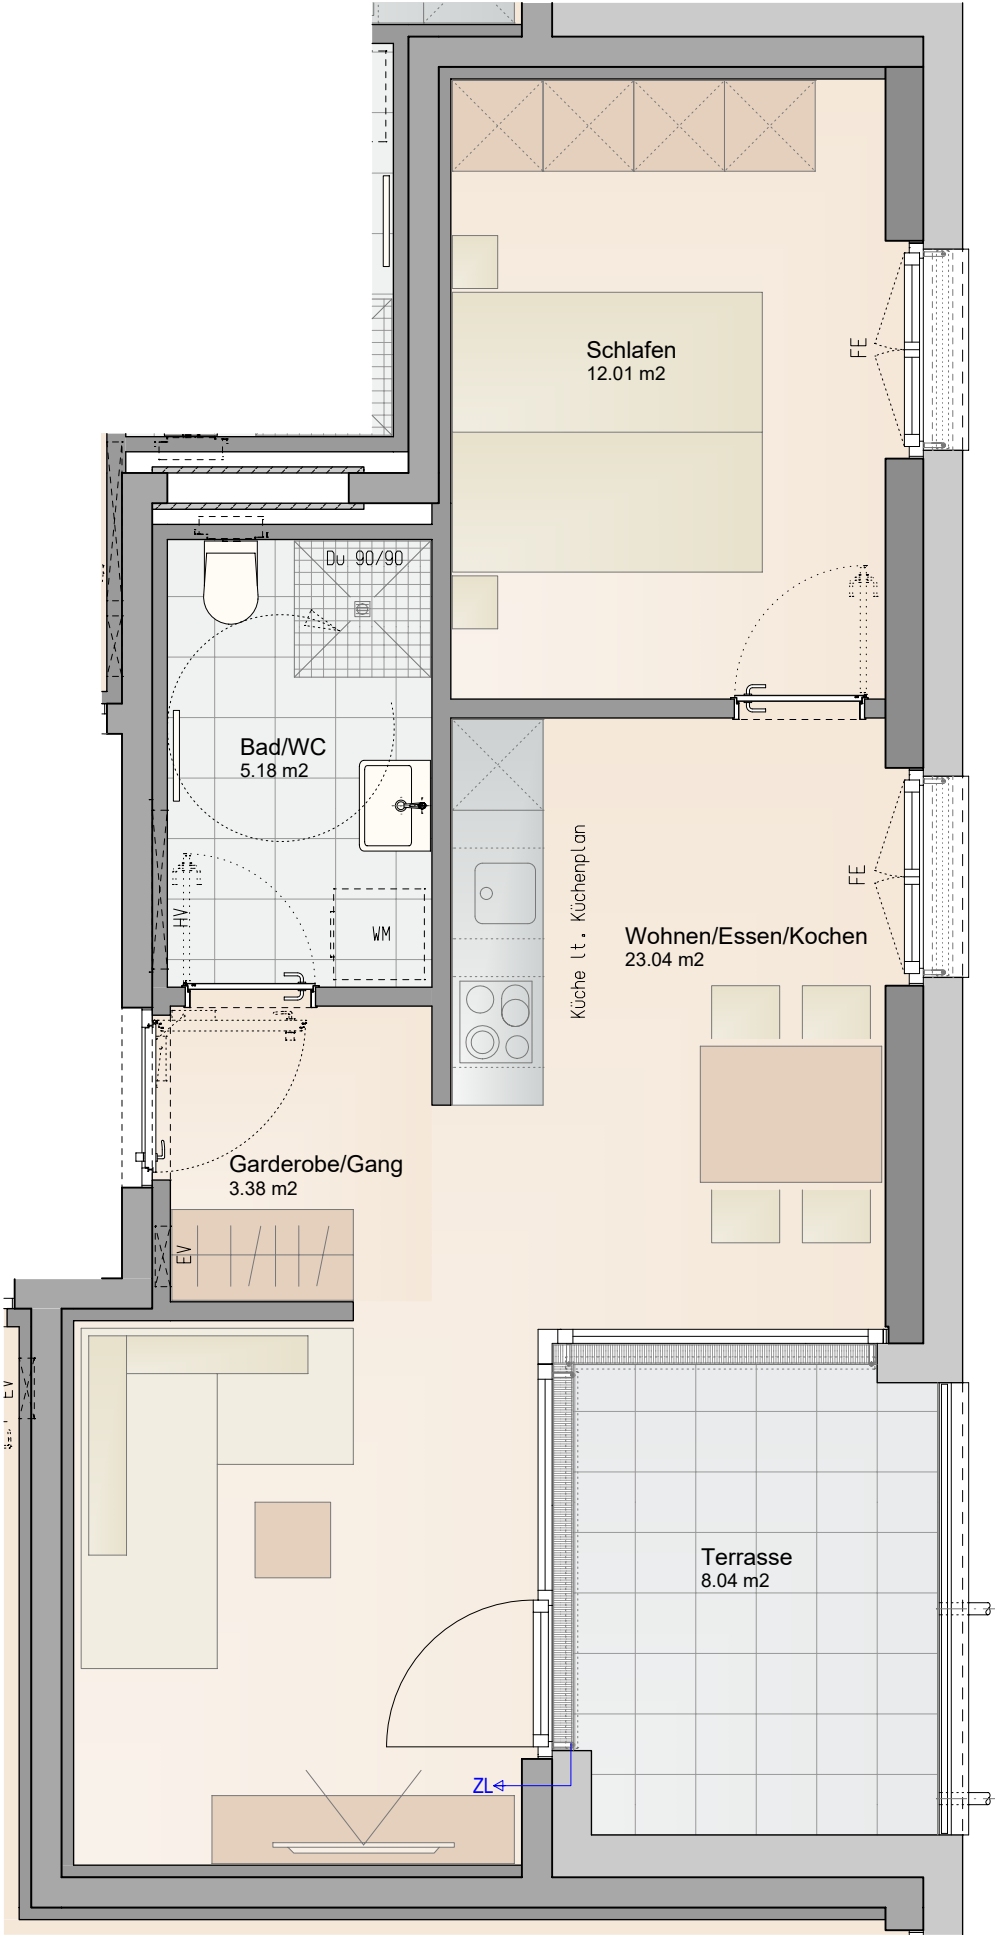 Schlafen
12.01 m2
FE
Du 90/90
Bad/WC
5.18 m2
Küche lt. Küchenplan
FE
HV
WM
Wohnen/Essen/Kochen
23.04 m2
Garderobe/Gang
3.38 m2
EV
EV
Terrasse
8.04 m2
ZL